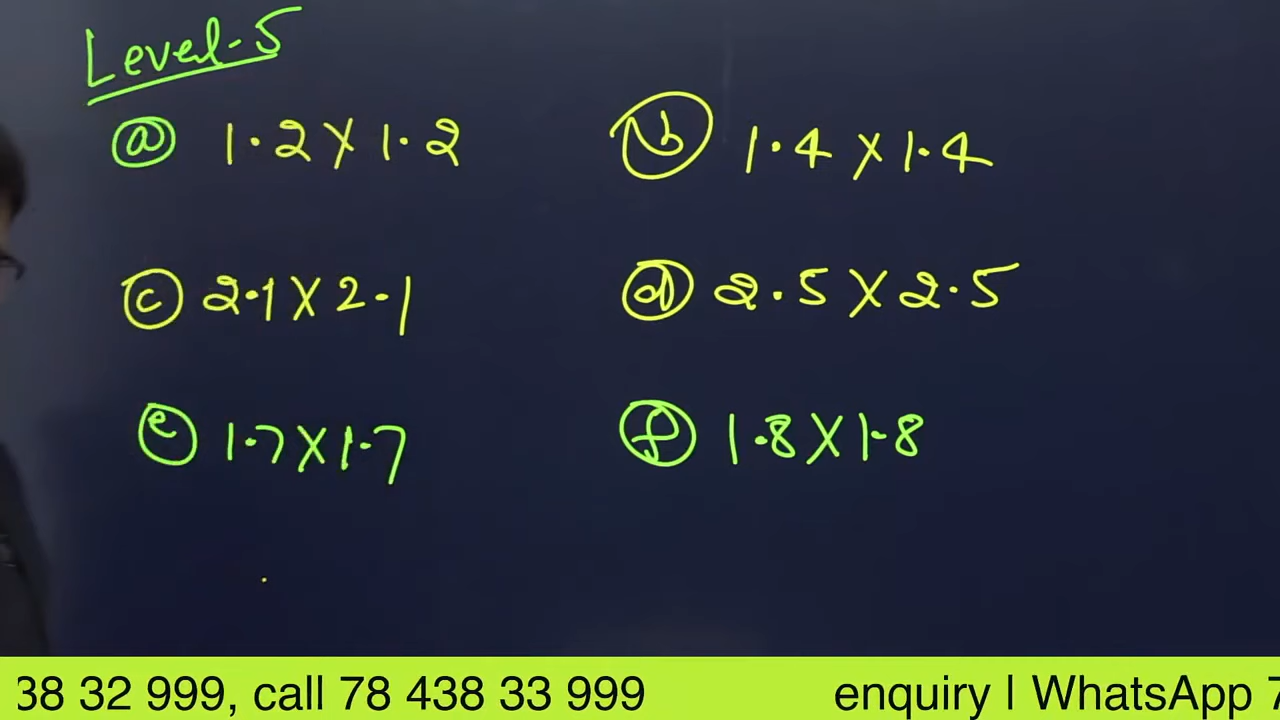 Level-5
(a) 1.2 X 1.2 (b) 1.4 X 1.4
(c) 2.1 X 2.1 (d) 2.5 X 2.5
(e) 1.7 X 1.7 (f) 1.8 X 1.8
38 32 999, call 78 438 33 999 enquiry | WhatsApp 7